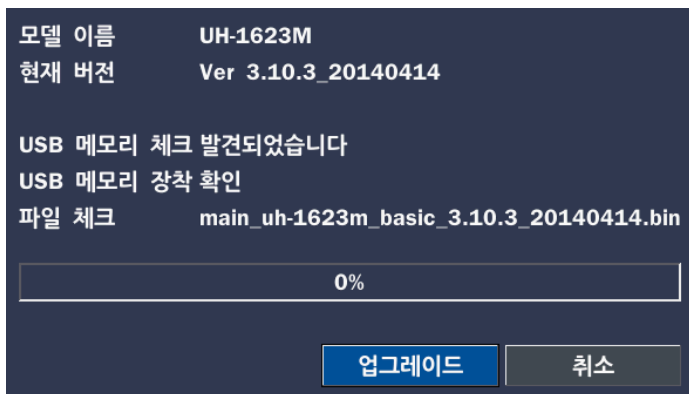 모델 이름 UH-1623M
현재 버전 Ver 3.10.3_20140414
USB 메모리 체크 발견되었습니다
USB 메모리 장착 확인
파일 체크 main_uh-1623m_basic_3.10.3_20140414.bin
0%
업그레이드 취소